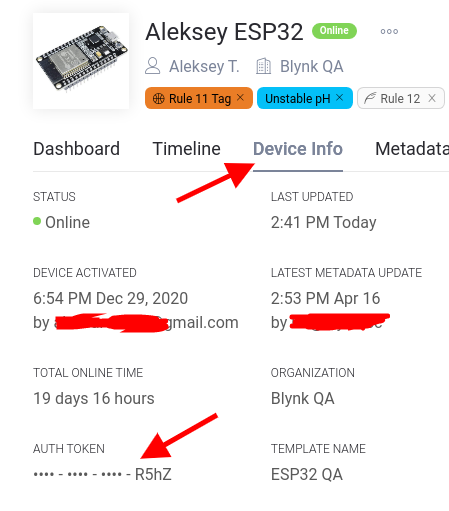 Aleksey ESP32 Online
Aleksey T. Blynk QA
Rule 11 Tag × Unstable pH × Rule 12 ×
Dashboard Timeline Device Info Metadata
STATUS LAST UPDATED
Online 2:41 PM Today
DEVICE ACTIVATED LATEST METADATA UPDATE
6:54 PM Dec 29, 2020 2:53 PM Apr 16
by gmail.com by
TOTAL ONLINE TIME ORGANIZATION
19 days 16 hours Blynk QA
AUTH TOKEN TEMPLATE NAME
•••• - •••• - •••• - R5hZ ESP32 QA